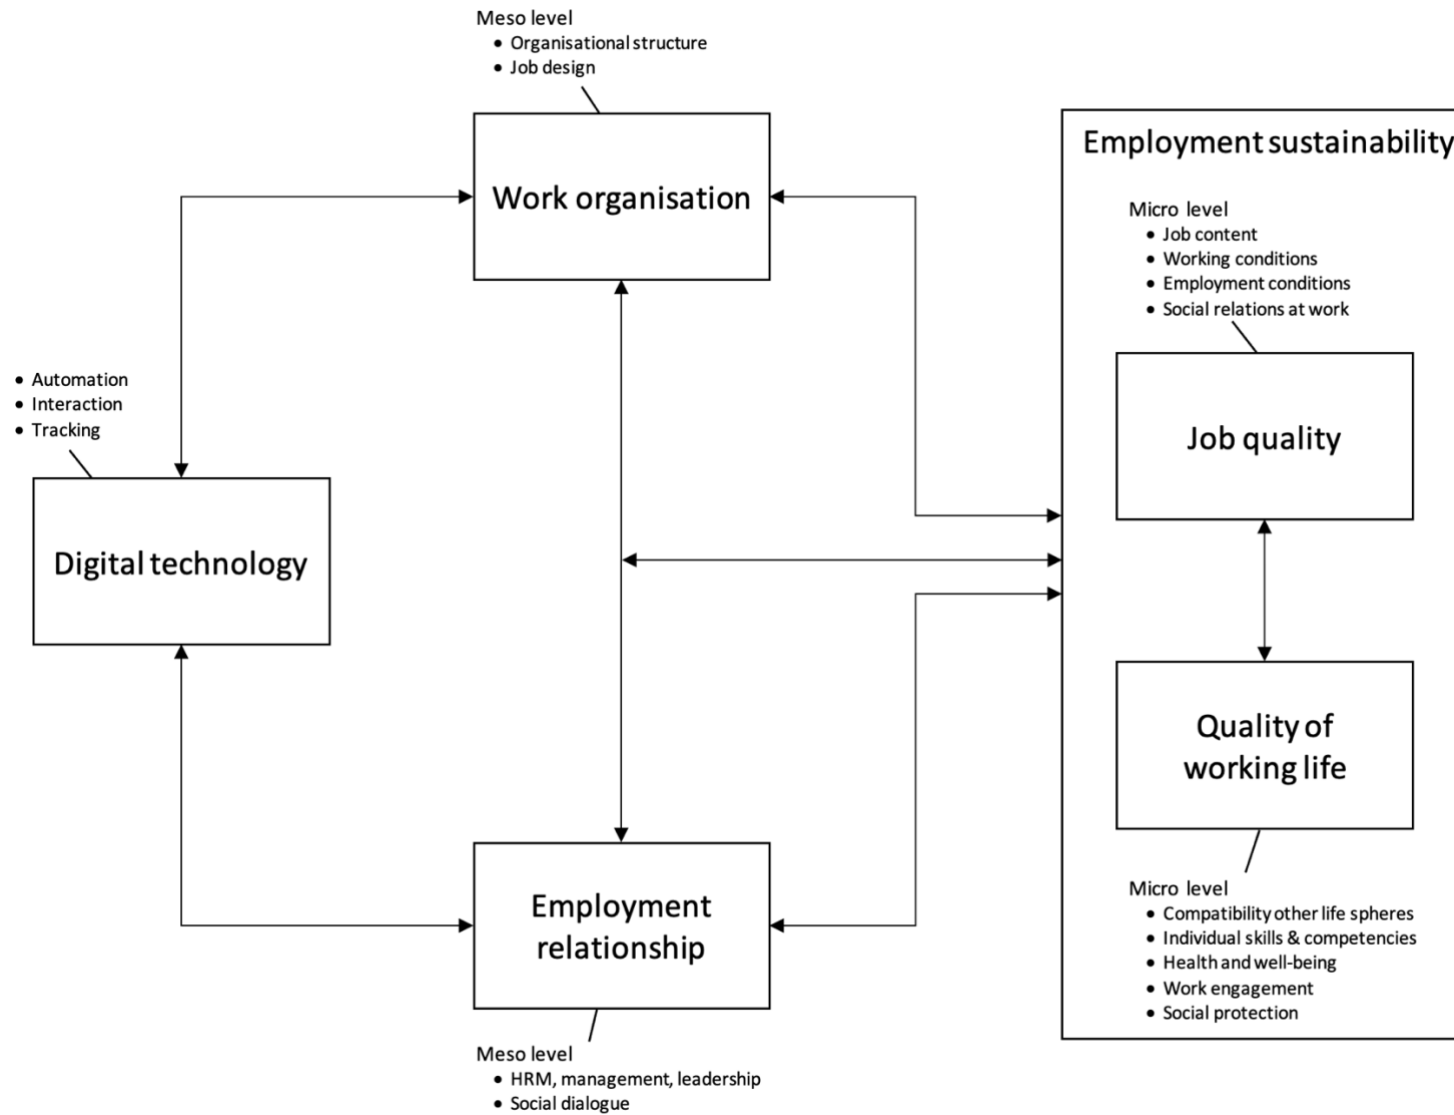 Meso level
• Organisational structure
• Job design
Work organisation
Employment sustainability
Micro level
• Job content
• Working conditions
• Employment conditions
• Social relations at work
Job quality
• Automation
• Interaction
• Tracking
Digital technology
Quality of
working life
Micro level
• Compatibility other life spheres
• Individual skills & competencies
• Health and well-being
• Work engagement
• Social protection
Employment
relationship
Meso level
• HRM, management, leadership
• Social dialogue